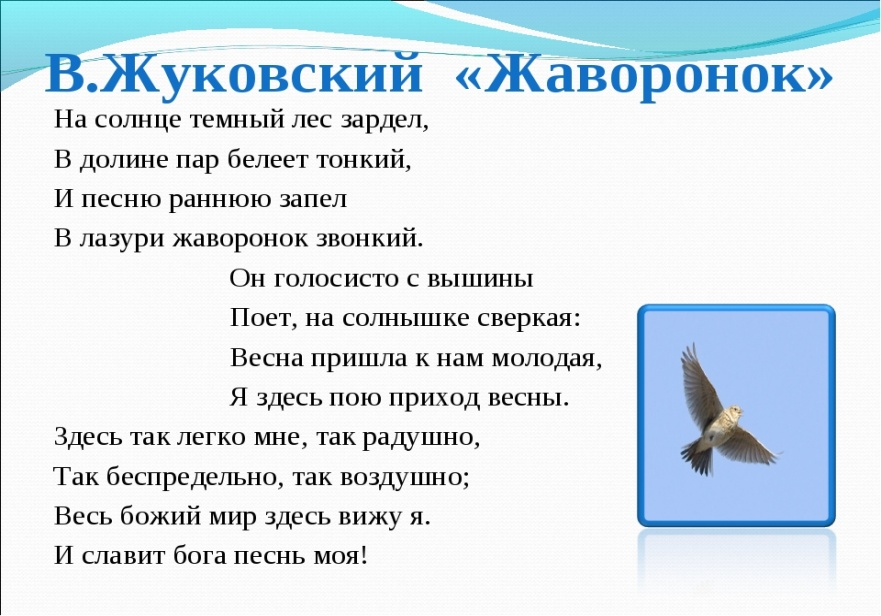 В.Жуковский «Жаворонок»
На солнце темный лес зардел,
В долине пар белеет тонкий,
И песню раннюю запел
В лазури жаворонок звонкий.
Он голосисто с вышины
Поет, на солнышке сверкая:
Весна пришла к нам молодая,
Я здесь пою приход весны.
Здесь так легко мне, так радушно,
Так беспредельно, так воздушно;
Весь божий мир здесь вижу я.
И славит бога песнь моя!